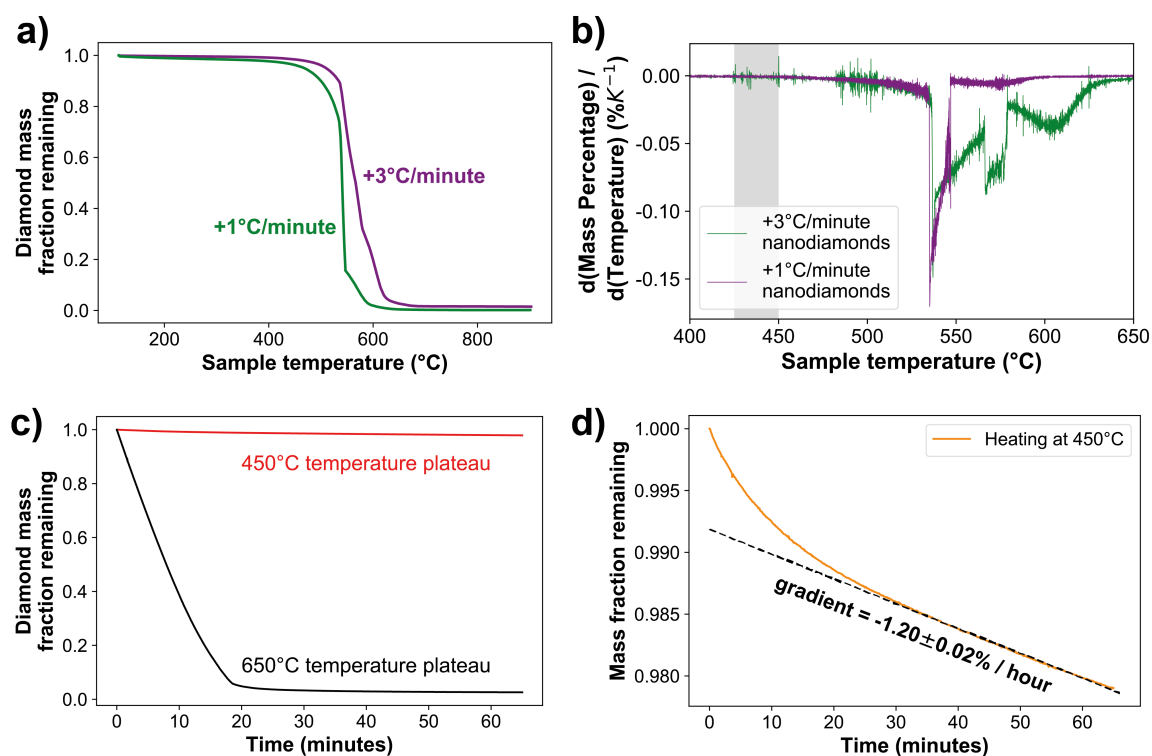 a)
1.0
0.8
0.6
0.4
0.2
0.0
Diamond mass
fraction remaining
+3°C/minute
+1°C/minute
200
400
600
800
Sample temperature (°C)
b)
0.00
-0.05
-0.10
-0.15
d(Mass Percentage) /
d(Temperature) (%K⁻¹)
+3°C/minute
nanodiamonds
+1°C/minute
nanodiamonds
400
450
500
550
600
650
Sample temperature (°C)
c)
1.0
0.8
0.6
0.4
0.2
0.0
Diamond mass
fraction remaining
450°C temperature plateau
650°C temperature plateau
0
10
20
30
40
50
60
Time (minutes)
d)
1.000
0.995
0.990
0.985
0.980
Mass fraction remaining
Heating at 450°C
gradient = -1.20±0.02% / hour
0
10
20
30
40
50
60
Time (minutes)